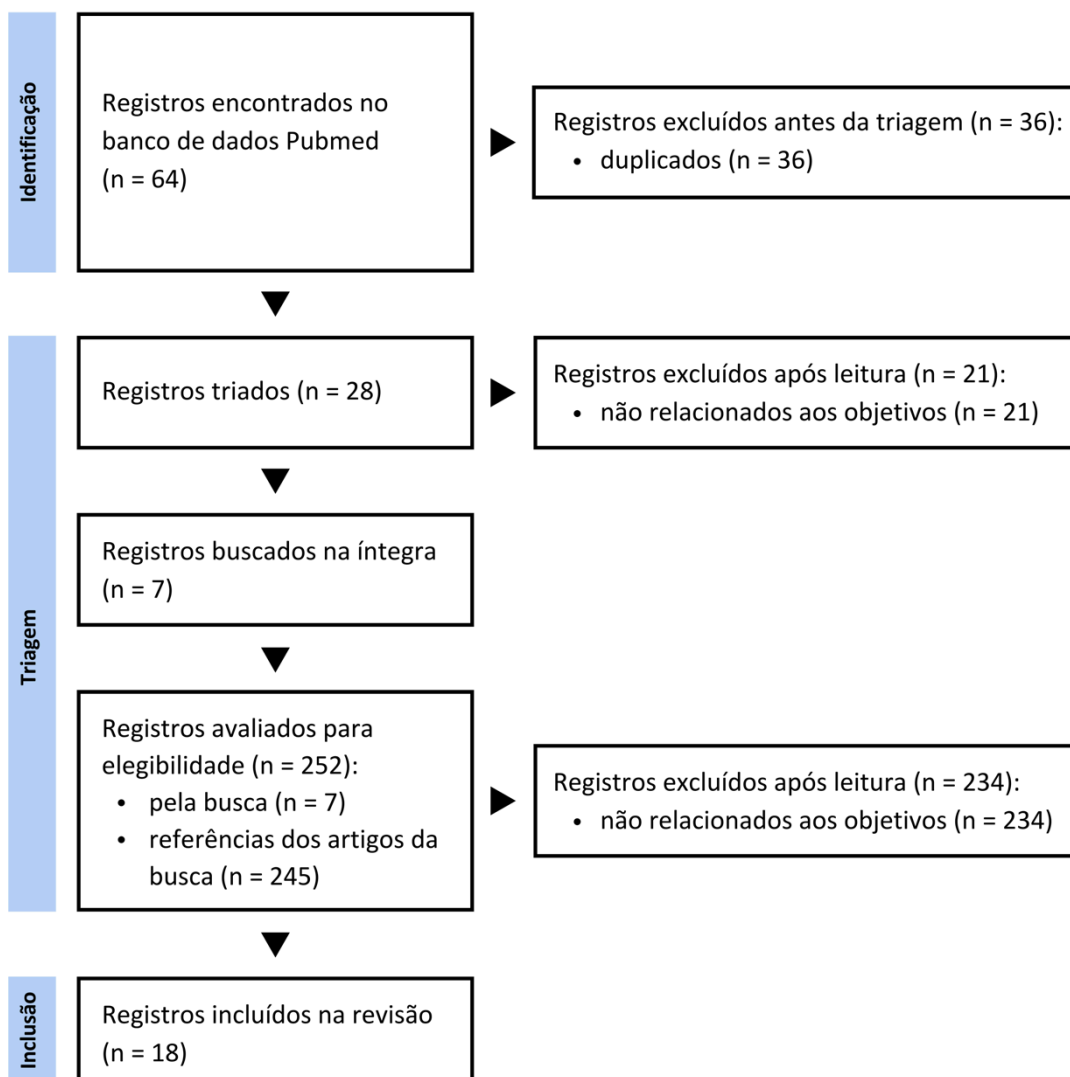 Identificação
Registros encontrados no
banco de dados Pubmed
(n = 64)
Registros excluídos antes da triagem (n = 36):
• duplicados (n = 36)
Triagem
Registros triados (n = 28)
Registros excluídos após leitura (n = 21):
• não relacionados aos objetivos (n = 21)
Registros buscados na íntegra
(n = 7)
Registros avaliados para
elegibilidade (n = 252):
• pela busca (n = 7)
• referências dos artigos da
busca (n = 245)
Registros excluídos após leitura (n = 234):
• não relacionados aos objetivos (n = 234)
Inclusão
Registros incluídos na revisão
(n = 18)